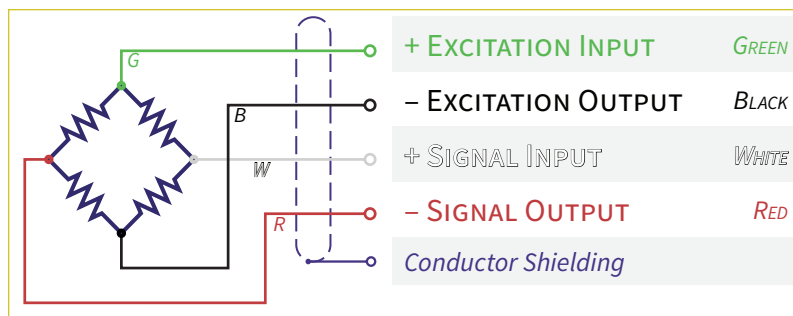 G
+ Excitation Input Green
B
– Excitation Output Black
W
+ Signal Input White
R
– Signal Output Red
Conductor Shielding